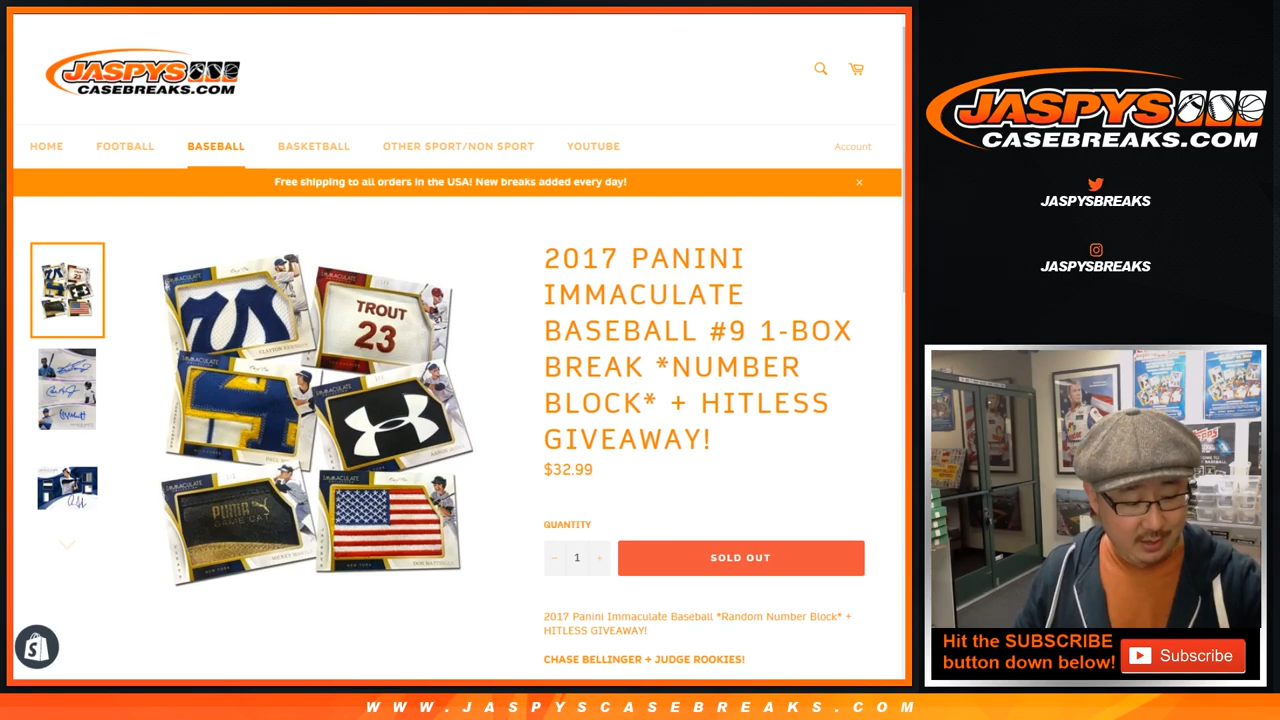 JASPYS
CASEBREAKS.COM
HOME
FOOTBALL
BASEBALL
BASKETBALL
OTHER SPORT/NON SPORT
YOUTUBE
Account
Free shipping to all orders in the USA! New breaks added every day!
×
TROUT
23
PUMA
GAME CAT
2017 PANINI
IMMACULATE
BASEBALL #9 1-BOX
BREAK *NUMBER
BLOCK* + HITLESS
GIVEAWAY!
$32.99
QUANTITY
− 1 +
SOLD OUT
2017 Panini Immaculate Baseball *Random Number Block* +
HITLESS GIVEAWAY!
CHASE BELLINGER + JUDGE ROOKIES!
JASPYS
CASEBREAKS.COM
JASPYSBREAKS
JASPYSBREAKS
Hit the SUBSCRIBE
button down below!
Subscribe
WWW.JASPYSCASEBREAKS.COM